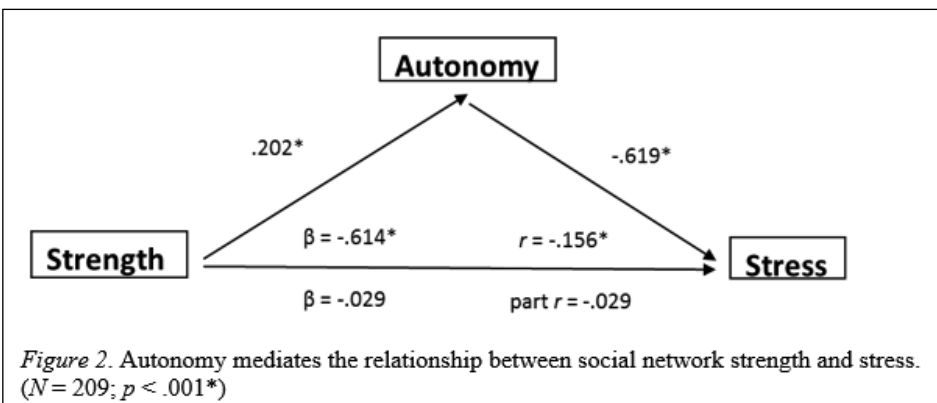 Autonomy
.202*
-.619*
β = -.614*
r = -.156*
Strength
Stress
β = -.029
part r = -.029
Figure 2. Autonomy mediates the relationship between social network strength and stress.
(N = 209; p < .001*)